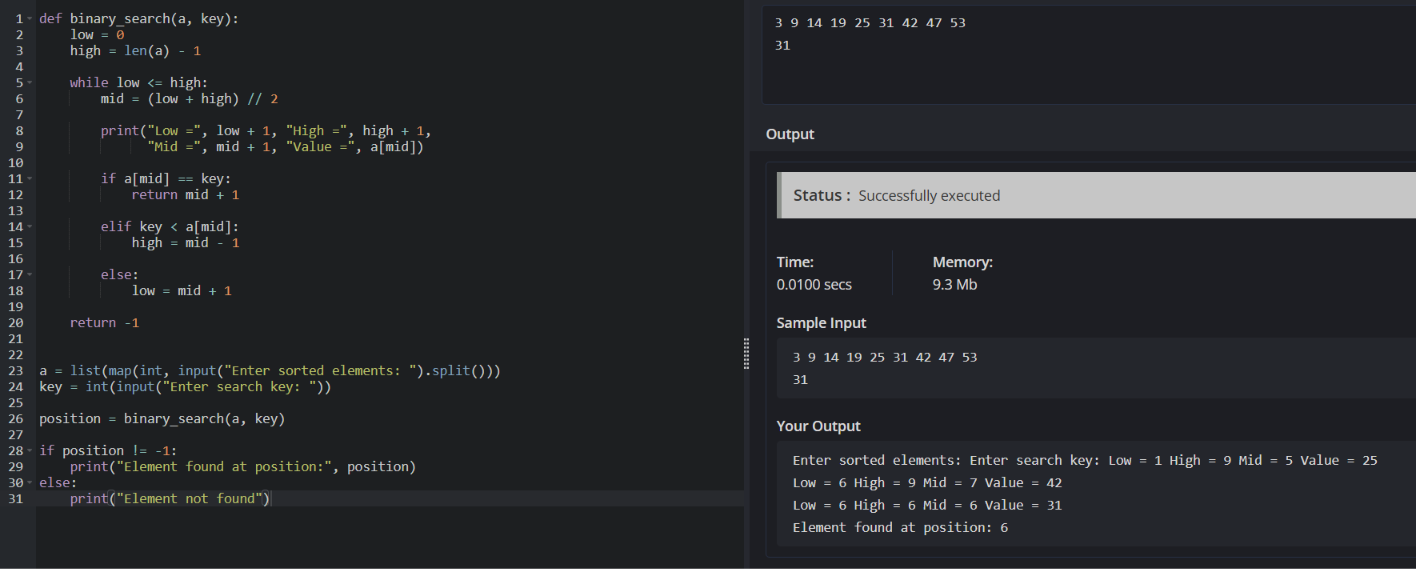 1 def binary_search(a, key):
2     low = 0
3     high = len(a) - 1
4
5     while low <= high:
6         mid = (low + high) // 2
7
8         print("Low =", low + 1, "High =", high + 1,
9               "Mid =", mid + 1, "Value =", a[mid])
10
11         if a[mid] == key:
12             return mid + 1
13
14         elif key < a[mid]:
15             high = mid - 1
16
17         else:
18             low = mid + 1
19
20     return -1
21
22
23 a = list(map(int, input("Enter sorted elements: ").split()))
24 key = int(input("Enter search key: "))
25
26 position = binary_search(a, key)
27
28 if position != -1:
29     print("Element found at position:", position)
30 else:
31     print("Element not found")
3 9 14 19 25 31 42 47 53
31
Output
Status : Successfully executed
Time: Memory:
0.0100 secs 9.3 Mb
Sample Input
3 9 14 19 25 31 42 47 53
31
Your Output
Enter sorted elements: Enter search key: Low = 1 High = 9 Mid = 5 Value = 25
Low = 6 High = 9 Mid = 7 Value = 42
Low = 6 High = 6 Mid = 6 Value = 31
Element found at position: 6